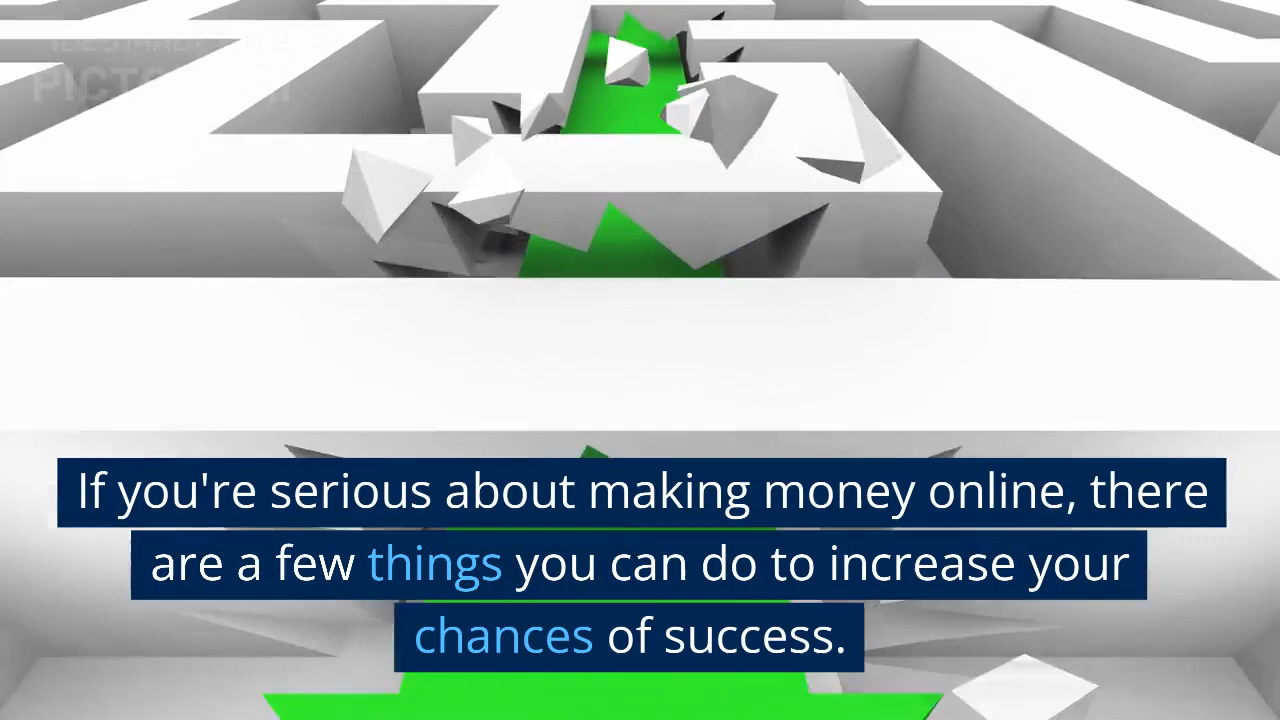 If you're serious about making money online, there
are a few things you can do to increase your
chances of success.